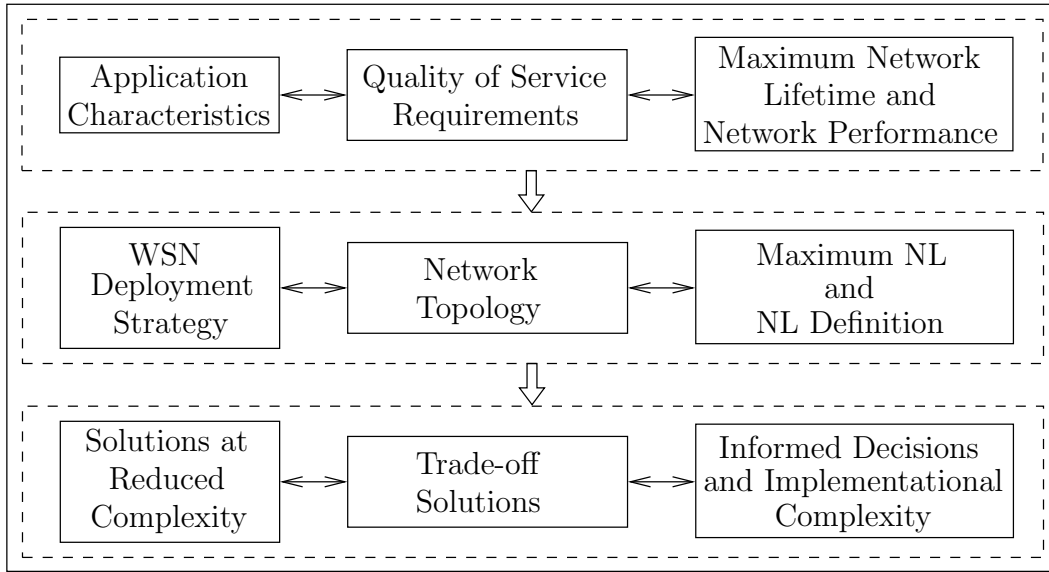 Application
Characteristics
Quality of Service
Requirements
Maximum Network
Lifetime and
Network Performance
WSN
Deployment
Strategy
Network
Topology
Maximum NL
and
NL Definition
Solutions at
Reduced
Complexity
Trade-off
Solutions
Informed Decisions
and Implementational
Complexity